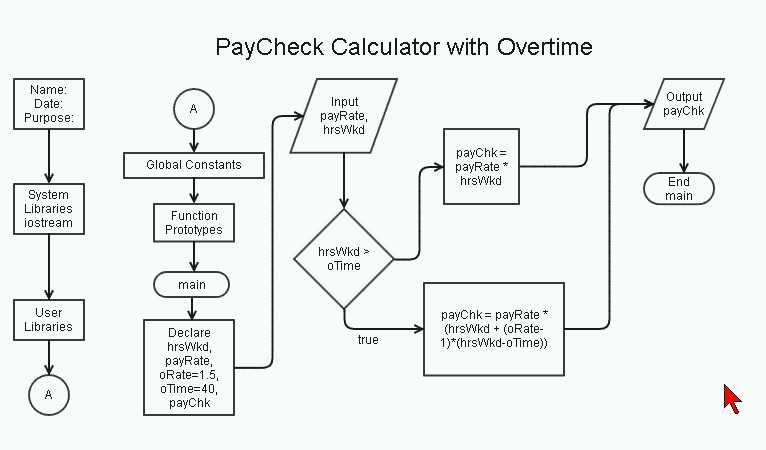 PayCheck Calculator with Overtime
Name:
Date:
Purpose:
System
Libraries
iostream
User
Libraries
A
A
Global Constants
Function
Prototypes
main
Declare
hrsWkd,
payRate,
oRate=1.5,
oTime=40,
payChk
Input
payRate,
hrsWkd
hrsWkd >
oTime
true
payChk =
payRate *
hrsWkd
payChk = payRate *
(hrsWkd + (oRate-
1)*(hrsWkd-oTime))
Output
payChk
End
main